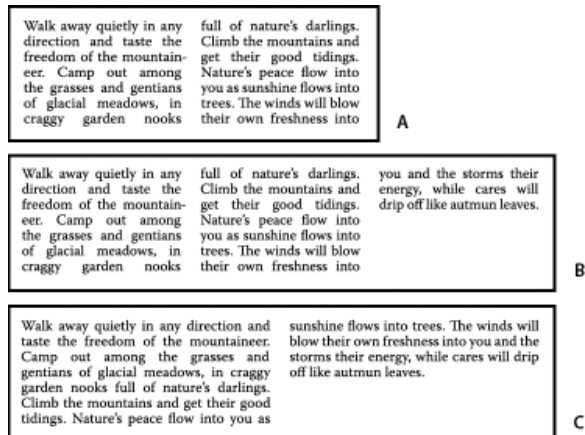 Walk away quietly in any
direction and taste the
freedom of the mountain-
eer. Camp out among
the grasses and gentians
of glacial meadows, in
craggy garden nooks
full of nature's darlings.
Climb the mountains and
get their good tidings.
Nature's peace flow into
you as sunshine flows into
trees. The winds will blow
their own freshness into
A
Walk away quietly in any
direction and taste the
freedom of the mountain-
eer. Camp out among
the grasses and gentians
of glacial meadows, in
craggy garden nooks
full of nature's darlings.
Climb the mountains and
get their good tidings.
Nature's peace flow into
you as sunshine flows into
trees. The winds will blow
their own freshness into
you and the storms their
energy, while cares will
drip off like autmun leaves.
B
Walk away quietly in any direction and
taste the freedom of the mountaineer.
Camp out among the grasses and
gentians of glacial meadows, in craggy
garden nooks full of nature's darlings.
Climb the mountains and get their good
tidings. Nature's peace flow into you as
sunshine flows into trees. The winds will
blow their own freshness into you and the
storms their energy, while cares will drip
off like autmun leaves.
C